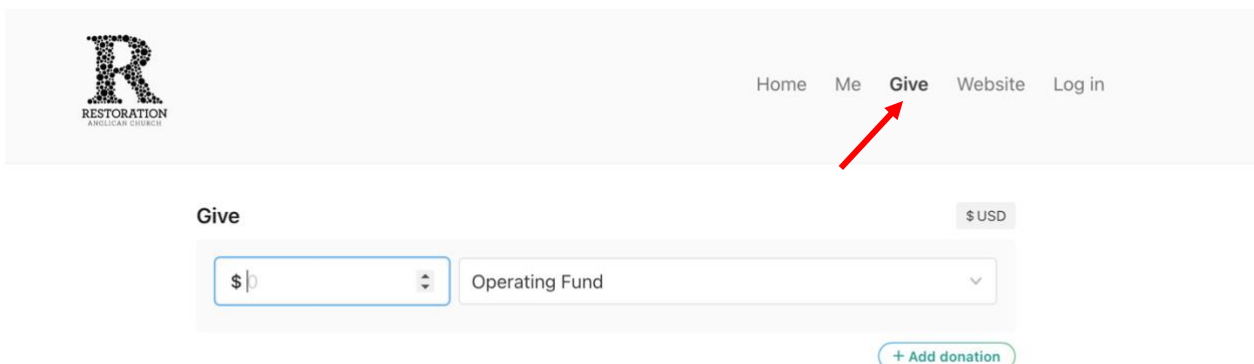 R
RESTORATION
ANGLICAN CHURCH
Home Me Give Website Log in
Give
$ USD
$ 0 Operating Fund
+ Add donation